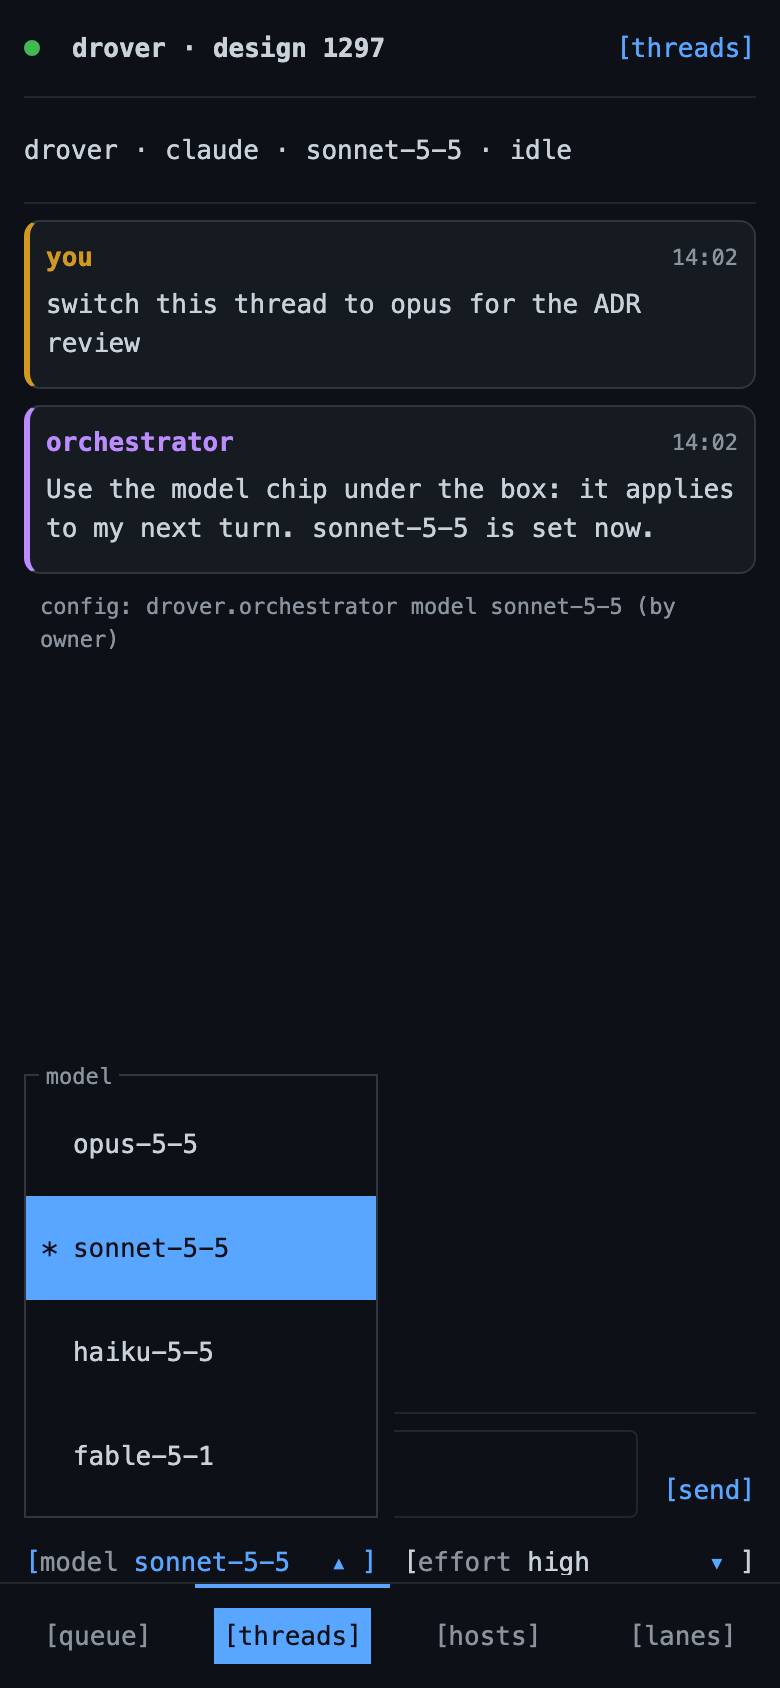 drover · design 1297 [threads]
drover · claude · sonnet-5-5 · idle
you 14:02
switch this thread to opus for the ADR
review
orchestrator 14:02
Use the model chip under the box: it applies
to my next turn. sonnet-5-5 is set now.
config: drover.orchestrator model sonnet-5-5 (by
owner)
model
opus-5-5
* sonnet-5-5
haiku-5-5
fable-5-1
[send]
[model sonnet-5-5 ▲ ] [effort high ▼ ]
[queue] [threads] [hosts] [lanes]